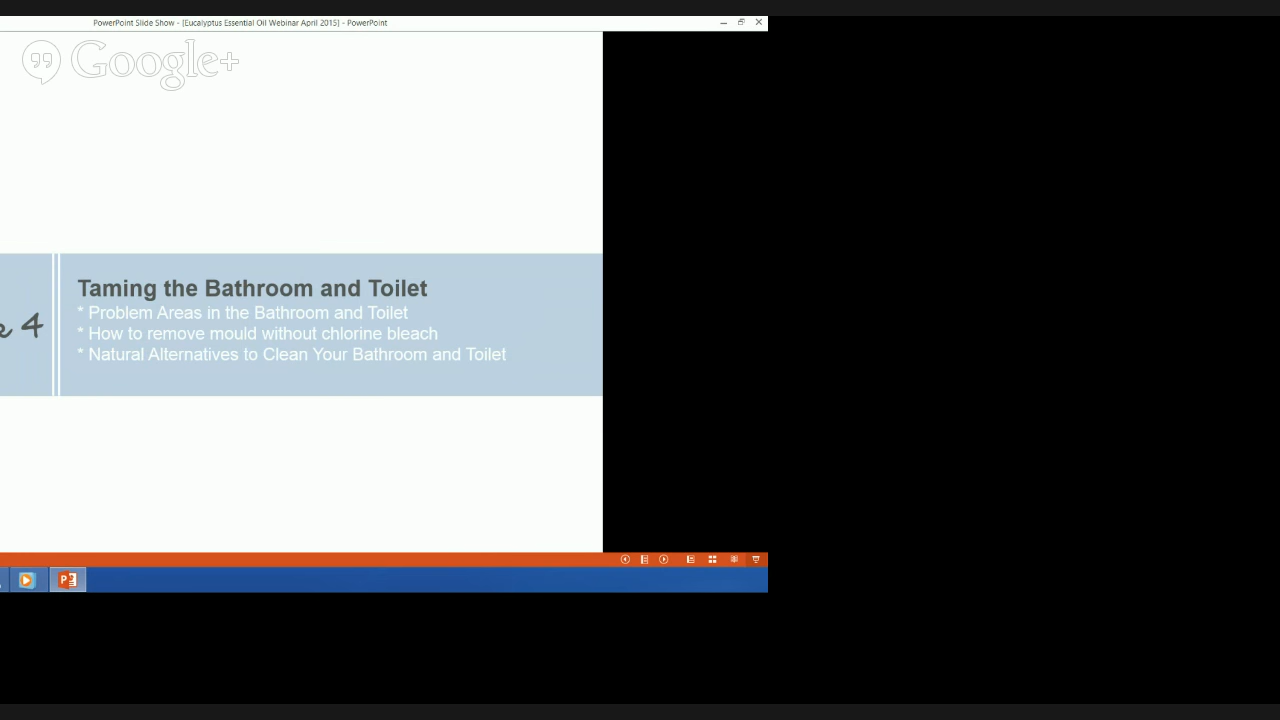 PowerPoint Slide Show - [Eucalyptus Essential Oil Webinar April 2015] - PowerPoint
Google+
4
Taming the Bathroom and Toilet
* Problem Areas in the Bathroom and Toilet
* How to remove mould without chlorine bleach
* Natural Alternatives to Clean Your Bathroom and Toilet